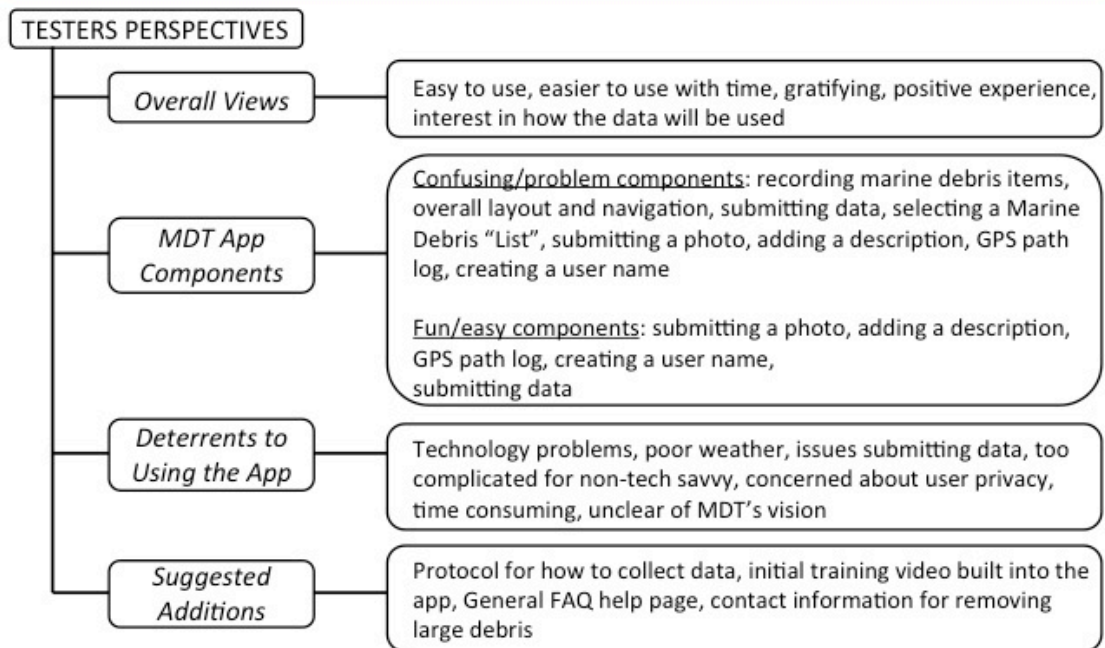 TESTERS PERSPECTIVES
Overall Views
Easy to use, easier to use with time, gratifying, positive experience,
interest in how the data will be used
MDT App
Components
Confusing/problem components: recording marine debris items,
overall layout and navigation, submitting data, selecting a Marine
Debris “List”, submitting a photo, adding a description, GPS path
log, creating a user name
Fun/easy components: submitting a photo, adding a description,
GPS path log, creating a user name,
submitting data
Deterrents to
Using the App
Technology problems, poor weather, issues submitting data, too
complicated for non-tech savvy, concerned about user privacy,
time consuming, unclear of MDT’s vision
Suggested
Additions
Protocol for how to collect data, initial training video built into the
app, General FAQ help page, contact information for removing
large debris